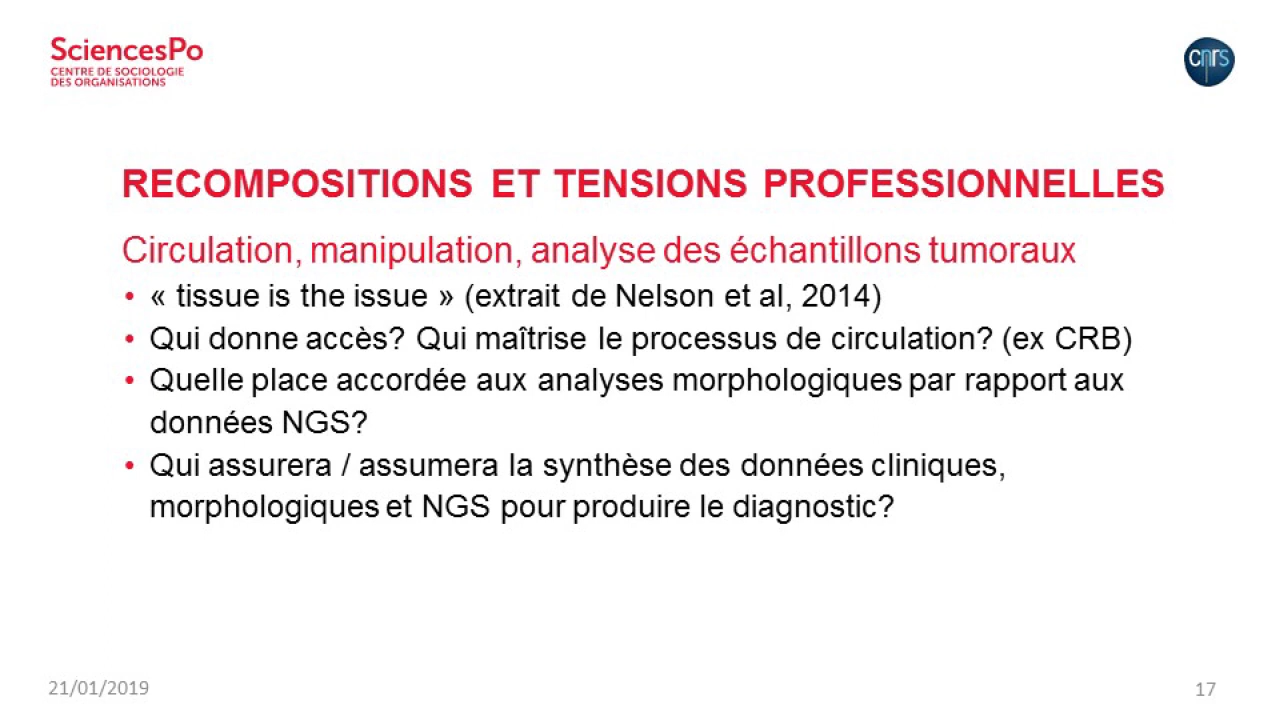 SciencesPo
CENTRE DE SOCIOLOGIE
DES ORGANISATIONS
cnrs
RECOMPOSITIONS ET TENSIONS PROFESSIONNELLES
Circulation, manipulation, analyse des échantillons tumoraux
• « tissue is the issue » (extrait de Nelson et al, 2014)
• Qui donne accès? Qui maîtrise le processus de circulation? (ex CRB)
• Quelle place accordée aux analyses morphologiques par rapport aux
données NGS?
• Qui assurera / assumera la synthèse des données cliniques,
morphologiques et NGS pour produire le diagnostic?
21/01/2019
17